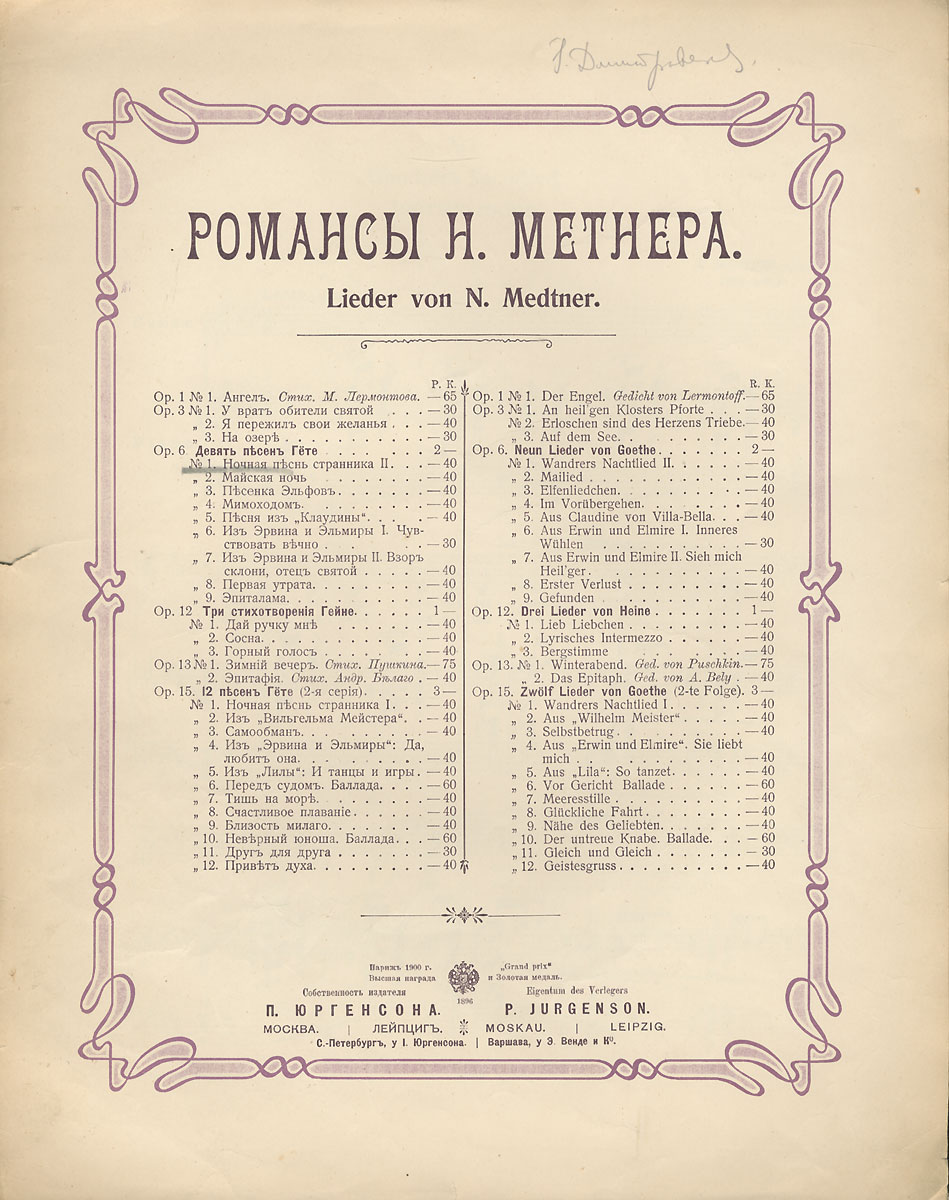 РОМАНСЫ Н. МЕТНЕРА.
Lieder von N. Medtner.
Р. К.
Op. 1 № 1. Ангелъ. Стих. М. Лермонтова. — 65
Op. 3 № 1. У вратъ обители святой . . . — 30
„ 2. Я пережилъ свои желанья . . . — 40
„ 3. На озерѣ . . . . . . . . . . — 30
Op. 6 Девять пѣсенъ Гёте . . . . . . . 2 —
№ 1. Ночная пѣснь странника II. . . — 40
„ 2. Майская ночь . . . . . . . . — 40
„ 3. Пѣсенка Эльфовъ. . . . . . . — 40
„ 4. Мимоходомъ. . . . . . . . . — 40
„ 5. Пѣсня изъ „Клаудины“. . . . — 40
„ 6. Изъ Эрвина и Эльмиры I. Чув-
ствовать вѣчно . . . . . . . — 30
„ 7. Изъ Эрвина и Эльмиры II. Взоръ
склони, отецъ святой . . . . . — 40
„ 8. Первая утрата. . . . . . . . — 40
„ 9. Эпиталама. . . . . . . . . . — 40
Op. 12 Три стихотворенія Гейне. . . . . . 1 —
№ 1. Дай ручку мнѣ . . . . . . . — 40
„ 2. Сосна. . . . . . . . . . . . — 40
„ 3. Горный голосъ . . . . . . . — 40
Op. 13 № 1. Зимній вечеръ. Стих. Пушкина. — 75
„ 2. Эпитафія. Стих. Андр. Бѣлаго . — 40
Op. 15. 12 пѣсенъ Гёте (2-я серія). . . . . 3 —
№ 1. Ночная пѣснь странника I. . . — 40
„ 2. Изъ „Вильгельма Мейстера“. . — 40
„ 3. Самообманъ. . . . . . . . . — 40
„ 4. Изъ „Эрвина и Эльмиры“: Да,
любитъ она. . . . . . . . . — 40
„ 5. Изъ „Лилы“: И танцы и игры . — 40
„ 6. Передъ судомъ. Баллада. . . . — 60
„ 7. Тишь на морѣ. . . . . . . . — 40
„ 8. Счастливое плаваніе. . . . . . — 40
„ 9. Близость милаго. . . . . . . — 40
„ 10. Невѣрный юноша. Баллада. . . — 60
„ 11. Другъ для друга . . . . . . . — 30
„ 12. Привѣтъ духа. . . . . . . . . — 40
R. K.
Op. 1 № 1. Der Engel. Gedicht von Lermontoff. — 65
Op. 3 № 1. An heil'gen Klosters Pforte . . . — 30
№ 2. Erloschen sind des Herzens Triebe. — 40
„ 3. Auf dem See. . . . . . . . . — 30
Op. 6. Neun Lieder von Goethe . . . . . . 2 —
№ 1. Wandrers Nachtlied II. . . . . . — 40
„ 2. Mailied . . . . . . . . . . . — 40
„ 3. Elfenliedchen. . . . . . . . . — 40
„ 4. Im Vorübergehen. . . . . . . — 40
„ 5. Aus Claudine von Villa-Bella. . . — 40
„ 6. Aus Erwin und Elmire I. Inneres
Wühlen . . . . . . . . . . . — 30
„ 7. Aus Erwin und Elmire II. Sieh mich
Heil'ger. . . . . . . . . . . — 40
„ 8. Erster Verlust . . . . . . . . — 40
„ 9. Gefunden . . . . . . . . . . — 40
Op. 12. Drei Lieder von Heine . . . . . . . 1 —
№ 1. Lieb Liebchen . . . . . . . . — 40
„ 2. Lyrisches Intermezzo . . . . . — 40
„ 3. Bergstimme . . . . . . . . . — 40
Op. 13. № 1. Winterabend. Ged. von Puschkin. — 75
„ 2. Das Epitaph. Ged. von A. Bely . — 40
Op. 15. Zwölf Lieder von Goethe (2-te Folge). 3 —
№ 1. Wandrers Nachtlied I . . . . . — 40
„ 2. Aus „Wilhelm Meister“ . . . . — 40
„ 3. Selbstbetrug. . . . . . . . . — 40
„ 4. Aus „Erwin und Elmire“. Sie liebt
mich . . . . . . . . . . . . — 40
„ 5. Aus „Lila“: So tanzet. . . . . . — 40
„ 6. Vor Gericht Ballade . . . . . . — 60
„ 7. Meeresstille . . . . . . . . . — 40
„ 8. Glückliche Fahrt. . . . . . . . — 40
„ 9. Nähe des Geliebten. . . . . . . — 40
„ 10. Der untreue Knabe. Ballade. . . — 60
„ 11. Gleich und Gleich . . . . . . . — 30
„ 12. Geistesgruss . . . . . . . . . — 40
Парижъ 1900 г. „Grand prix“
Высшая награда и Золотая медаль.
Собственность издателя 1896 Eigentum des Verlegers
П. ЮРГЕНСОНА. P. JURGENSON.
МОСКВА. | ЛЕЙПЦИГЪ. MOSKAU. | LEIPZIG.
С.-Петербургъ, у I. Юргенсона. | Варшава, у Э. Венде и Кº.